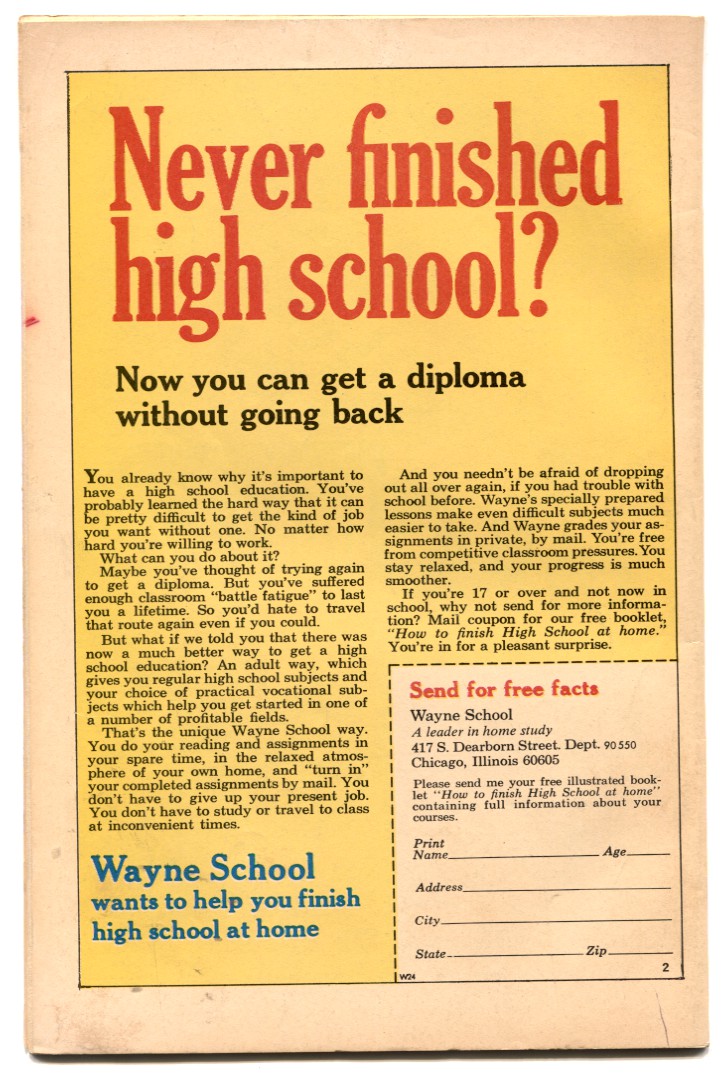 Never finished
high school?
Now you can get a diploma
without going back
You already know why it's important to
have a high school education. You've
probably learned the hard way that it can
be pretty difficult to get the kind of job
you want without one. No matter how
hard you're willing to work.
What can you do about it?
Maybe you've thought of trying again
to get a diploma. But you've suffered
enough classroom "battle fatigue" to last
you a lifetime. So you'd hate to travel
that route again even if you could.
But what if we told you that there was
now a much better way to get a high
school education? An adult way, which
gives you regular high school subjects and
your choice of practical vocational sub-
jects which help you get started in one of
a number of profitable fields.
That's the unique Wayne School way.
You do your reading and assignments in
your spare time, in the relaxed atmos-
phere of your own home, and "turn in"
your completed assignments by mail. You
don't have to give up your present job.
You don't have to study or travel to class
at inconvenient times.
Wayne School
wants to help you finish
high school at home
And you needn't be afraid of dropping
out all over again, if you had trouble with
school before. Wayne's specially prepared
lessons make even difficult subjects much
easier to take. And Wayne grades your as-
signments in private, by mail. You're free
from competitive classroom pressures. You
stay relaxed, and your progress is much
smoother.
If you're 17 or over and not now in
school, why not send for more informa-
tion? Mail coupon for our free booklet,
"How to finish High School at home."
You're in for a pleasant surprise.
Send for free facts
Wayne School
A leader in home study
417 S. Dearborn Street. Dept. 90 550
Chicago, Illinois 60605
Please send me your free illustrated book-
let "How to finish High School at home"
containing full information about your
courses.
Print
Name Age
Address
City
State Zip
W24 2